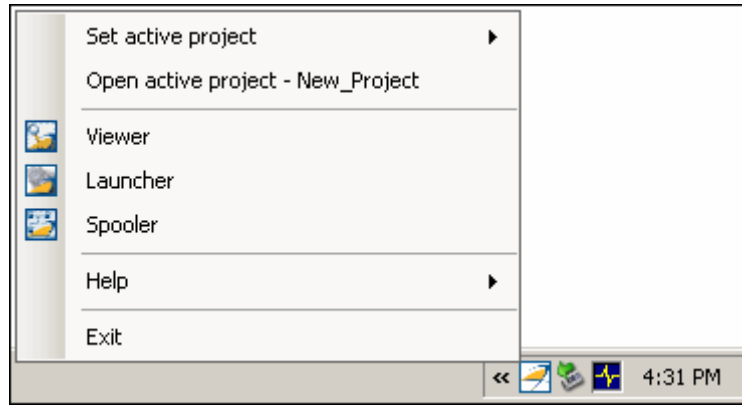 Set active project
Open active project - New_Project
Viewer
Launcher
Spooler
Help
Exit
4:31 PM